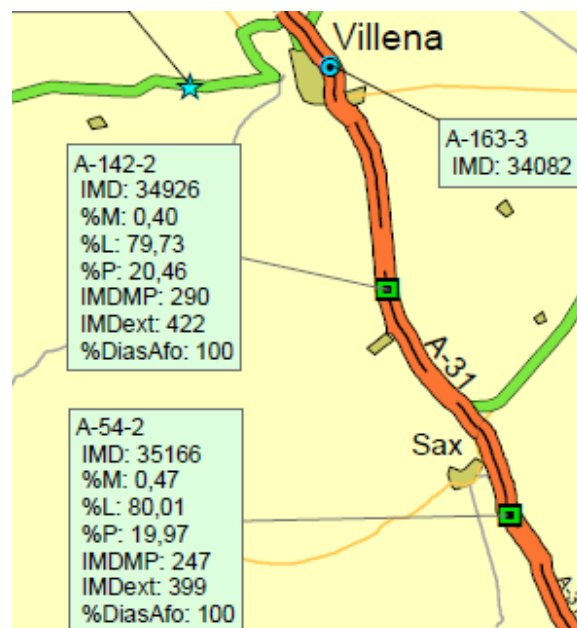 Villena
A-163-3
IMD: 34082
A-142-2
IMD: 34926
%M: 0,40
%L: 79,73
%P: 20,46
IMDMP: 290
IMDext: 422
%DiasAfo: 100
A-31
Sax
A-54-2
IMD: 35166
%M: 0,47
%L: 80,01
%P: 19,97
IMDMP: 247
IMDext: 399
%DiasAfo: 100